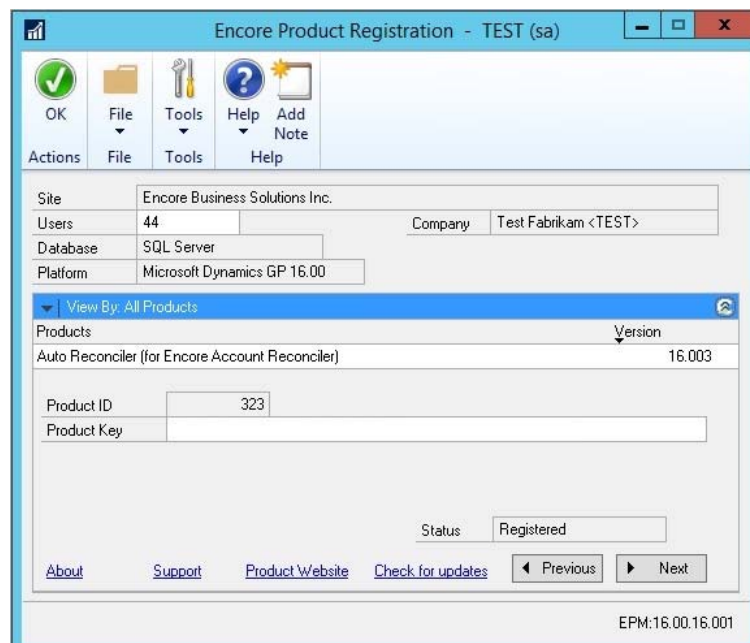 Encore Product Registration - TEST (sa)
OK File Tools Help Add Note
Actions File Tools Help
Site Encore Business Solutions Inc.
Users 44 Company Test Fabrikam <TEST>
Database SQL Server
Platform Microsoft Dynamics GP 16.00
View By: All Products
Products Version
Auto Reconciler (for Encore Account Reconciler) 16.003
Product ID 323
Product Key
Status Registered
About Support Product Website Check for updates Previous Next
EPM:16.00.16.001